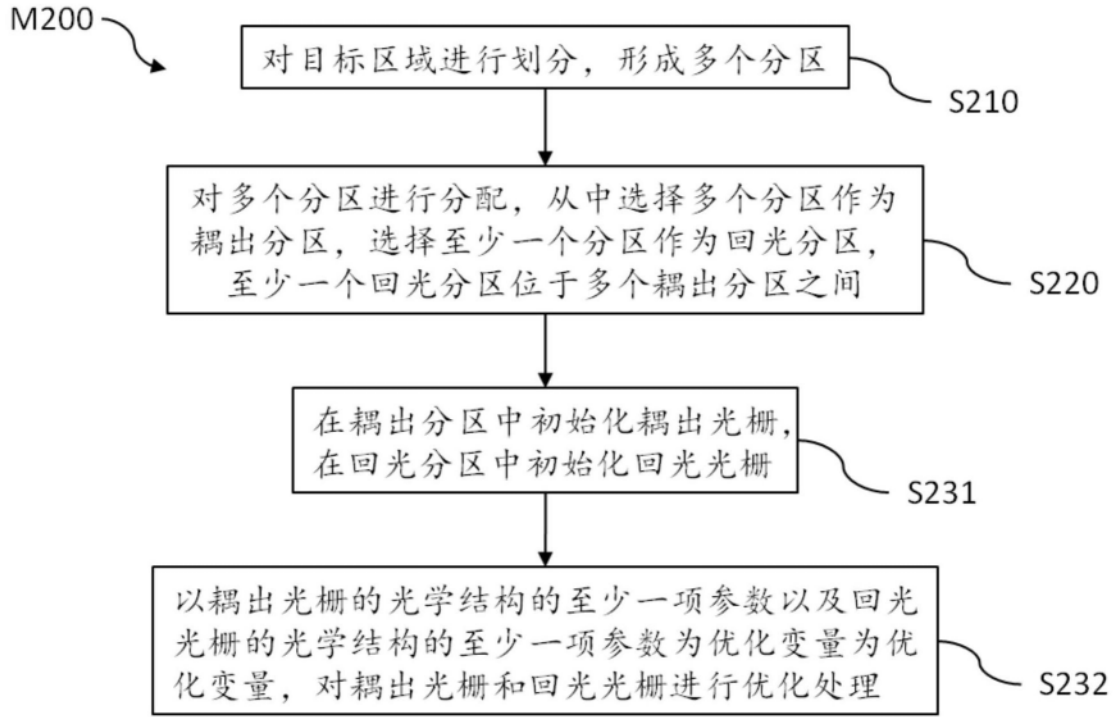 M200
对目标区域进行划分，形成多个分区
S210
对多个分区进行分配，从中选择多个分区作为
耦出分区，选择至少一个分区作为回光分区，
至少一个回光分区位于多个耦出分区之间
S220
在耦出分区中初始化耦出光栅，
在回光分区中初始化回光光栅
S231
以耦出光栅的光学结构的至少一项参数以及回光
光栅的光学结构的至少一项参数为优化变量为优
化变量，对耦出光栅和回光光栅进行优化处理
S232